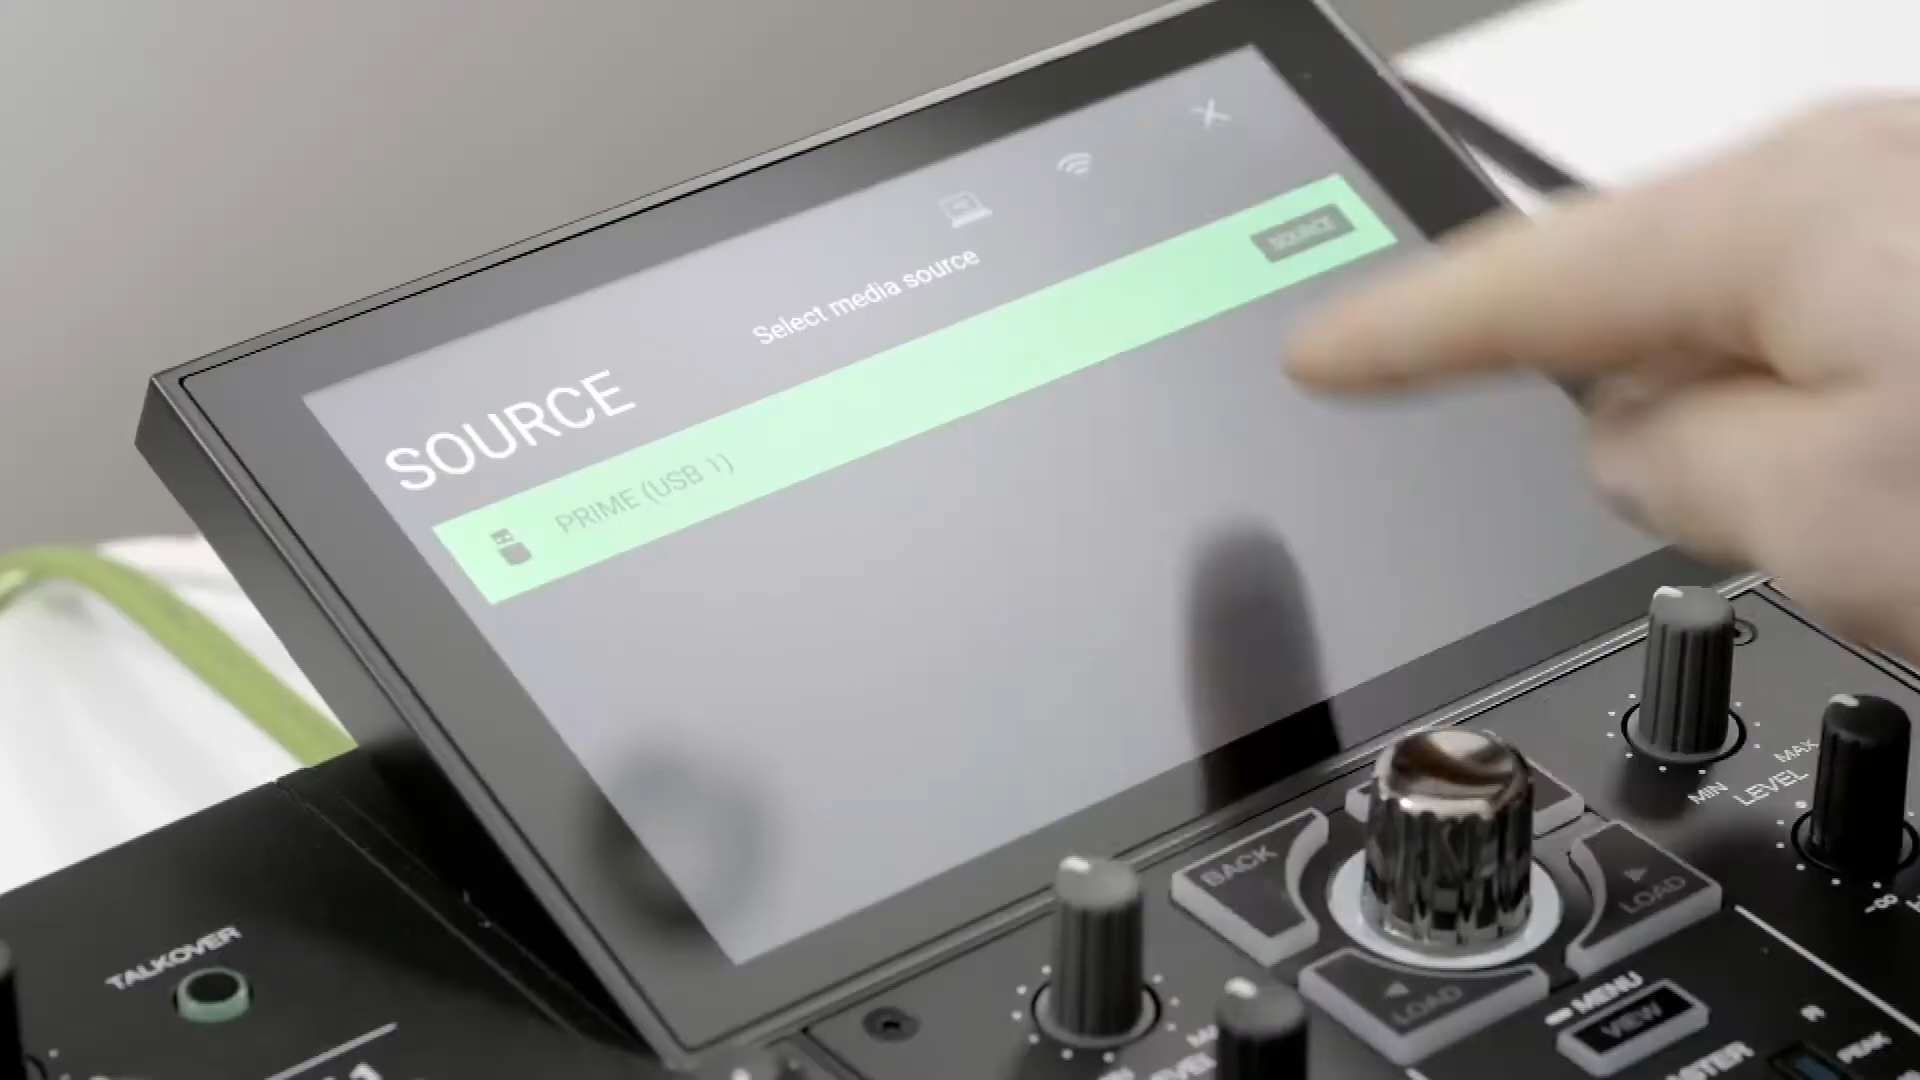 Select media source
SOURCE
SOURCE
PRIME (USB 1)
BACK
LOAD
LOAD
MENU
VIEW
MAX
MIN
LEVEL
TALKOVER
PEAK